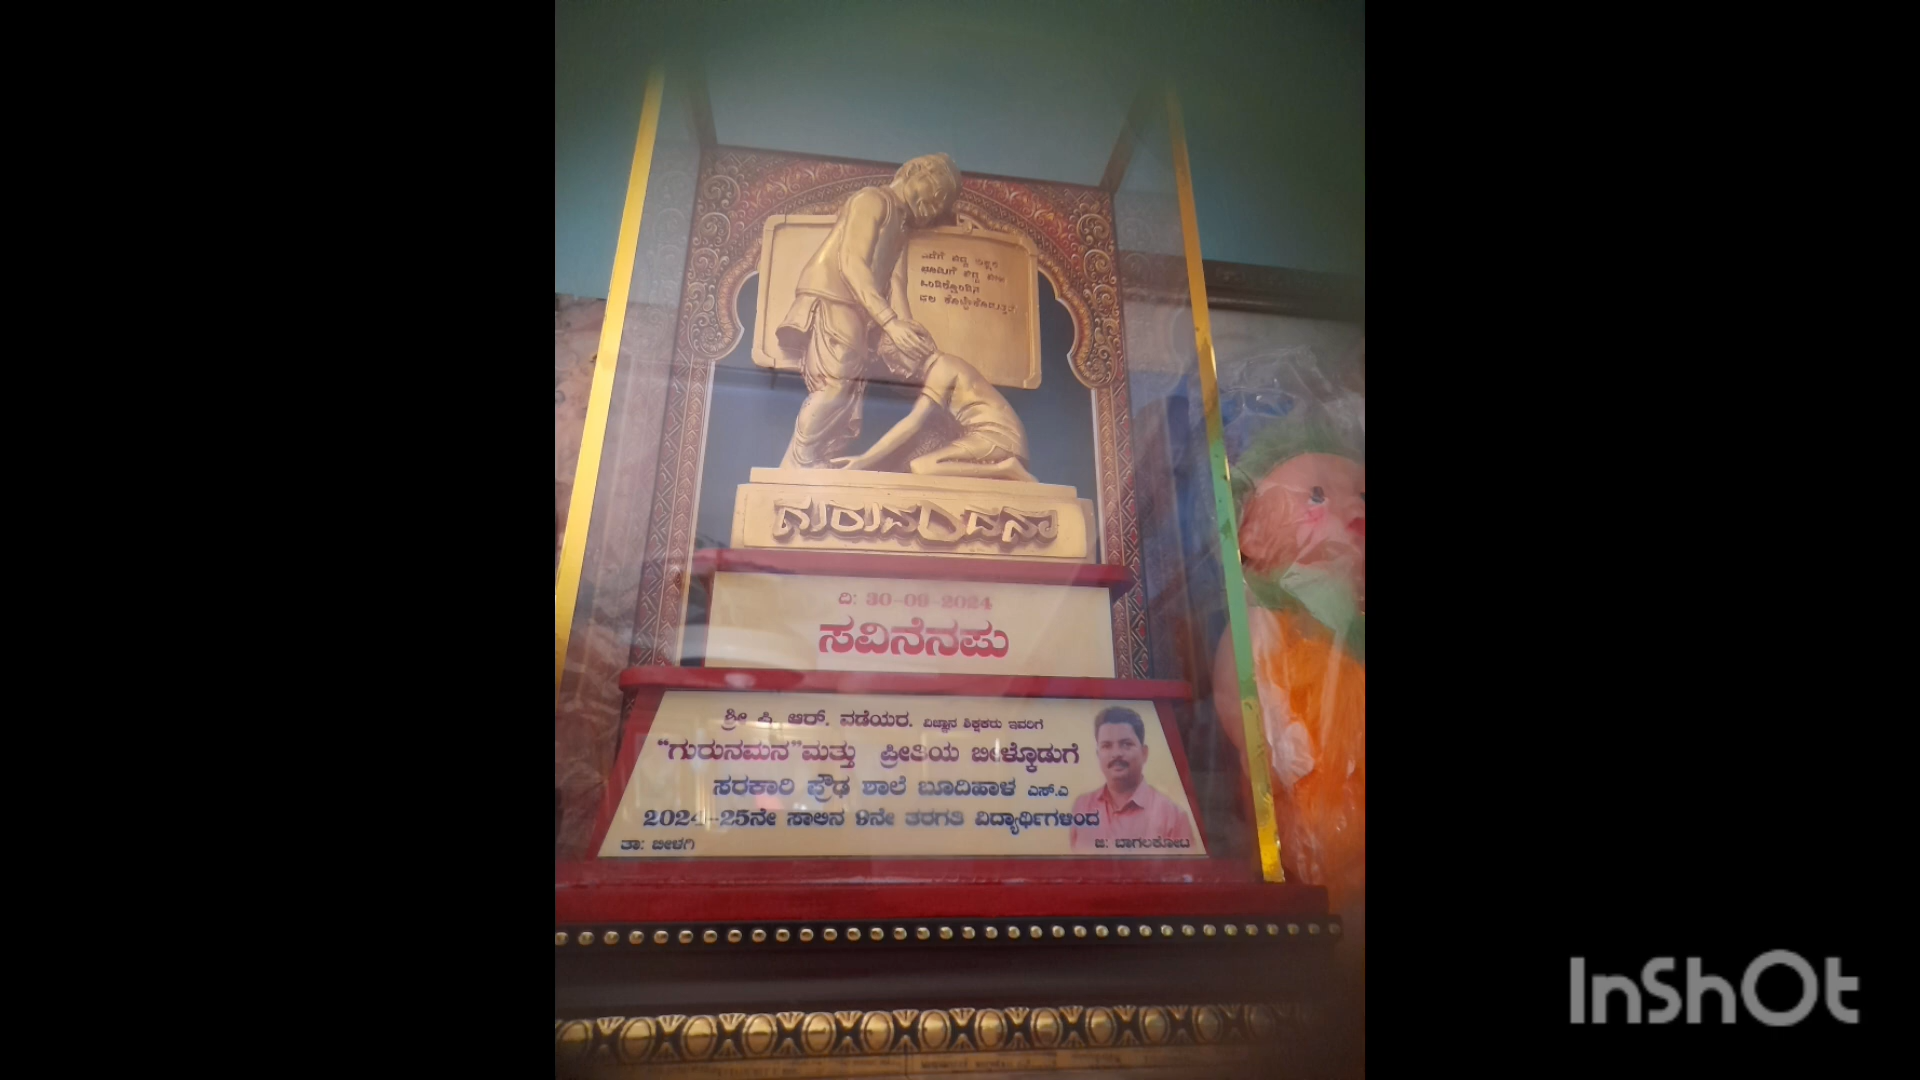 ಗುರುವಂದನಾ
ದಿ: 30-09-2024
ಸವಿನೆನಪು
ಶ್ರೀ ಪಿ. ಆರ್. ವಡೆಯರ. ವಿಜ್ಞಾನ ಶಿಕ್ಷಕರು ಇವರಿಗೆ
“ಗುರುನಮನ” ಮತ್ತು ಪ್ರೀತಿಯ ಬೀಳ್ಕೊಡುಗೆ
ಸರಕಾರಿ ಪ್ರೌಢ ಶಾಲೆ ಬೂದಿಹಾಳ ಎಸ್.ಎ
2024-25ನೇ ಸಾಲಿನ 9ನೇ ತರಗತಿ ವಿದ್ಯಾರ್ಥಿಗಳಿಂದ
ತಾ: ಬೀಳಗಿ ಜಿ: ಬಾಗಲಕೋಟ
InShOt